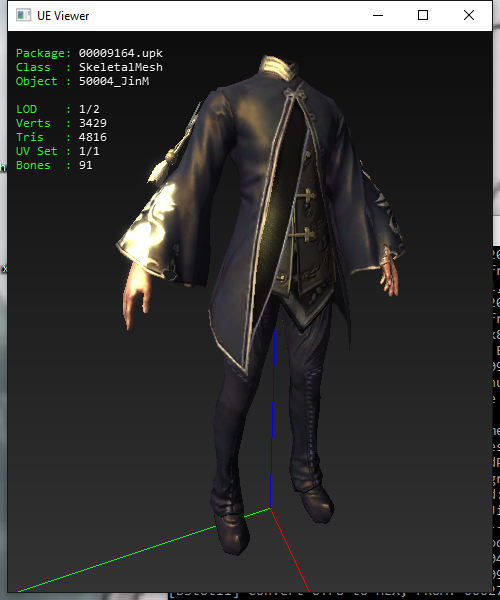 UE Viewer
Package: 00009164.upk
Class : SkeletalMesh
Object : 50004_JinM
LOD : 1/2
Verts : 3429
Tris : 4816
UV Set : 1/1
Bones : 91